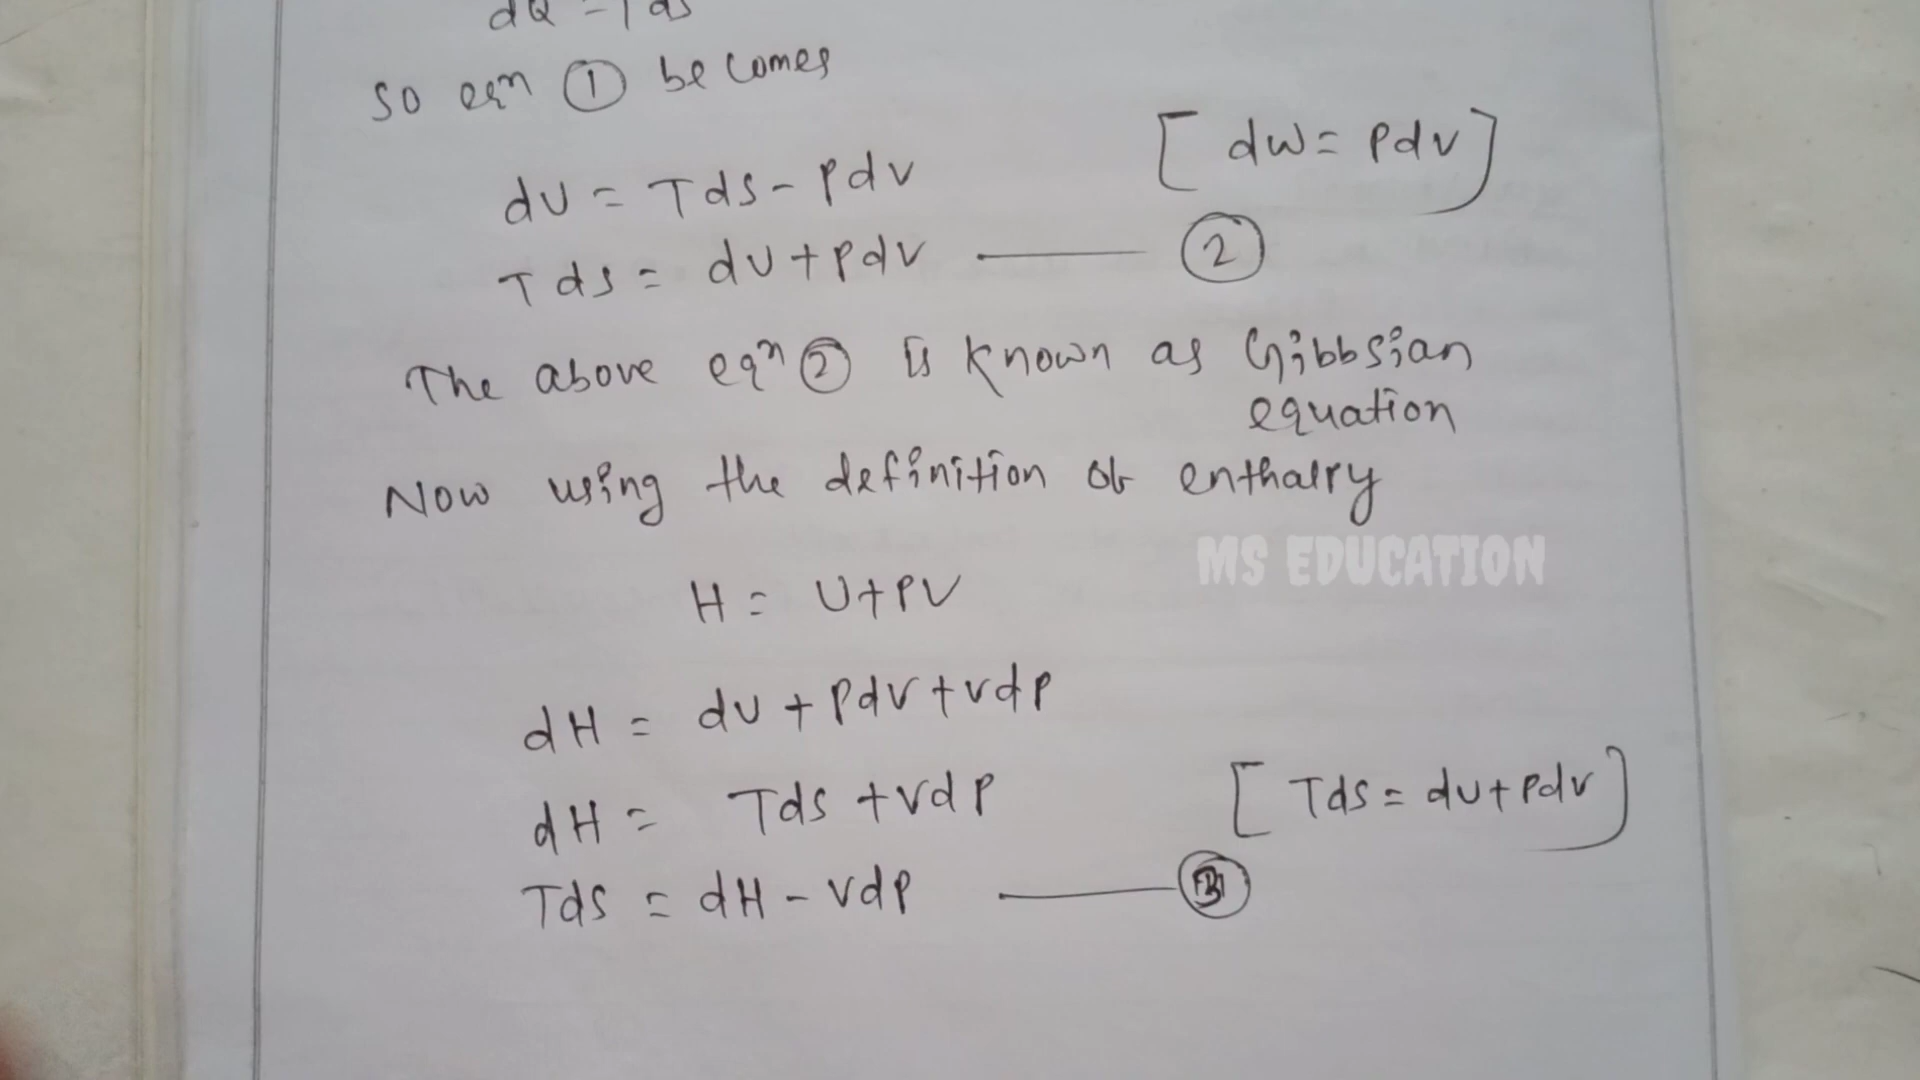 dQ = Tds
So eqn ① becomes
dU = Tds - Pdv [dw = Pdv]
Tds = dU + Pdv —— ②
The above eqn ② is known as Gibbsian
equation
Now using the definition of enthalpy
MS EDUCATION
H = U + PV
dH = dU + Pdv + vdp
dH = Tds + vdp [Tds = dU + Pdv]
Tds = dH - vdp —— ③